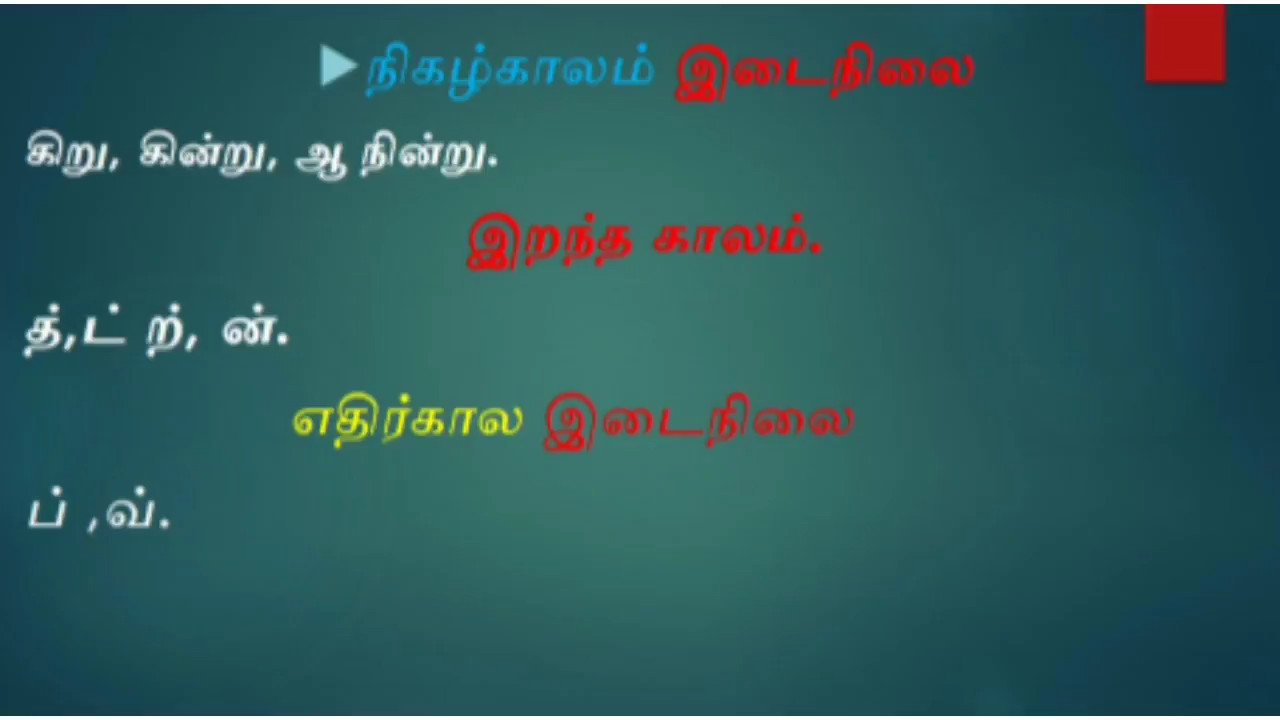 நிகழ்காலம் இடைநிலை
கிறு, கின்று, ஆ நின்று.
இறந்த காலம்.
த்,ட் ற், ன்.
எதிர்கால இடைநிலை
ப் ,வ்.